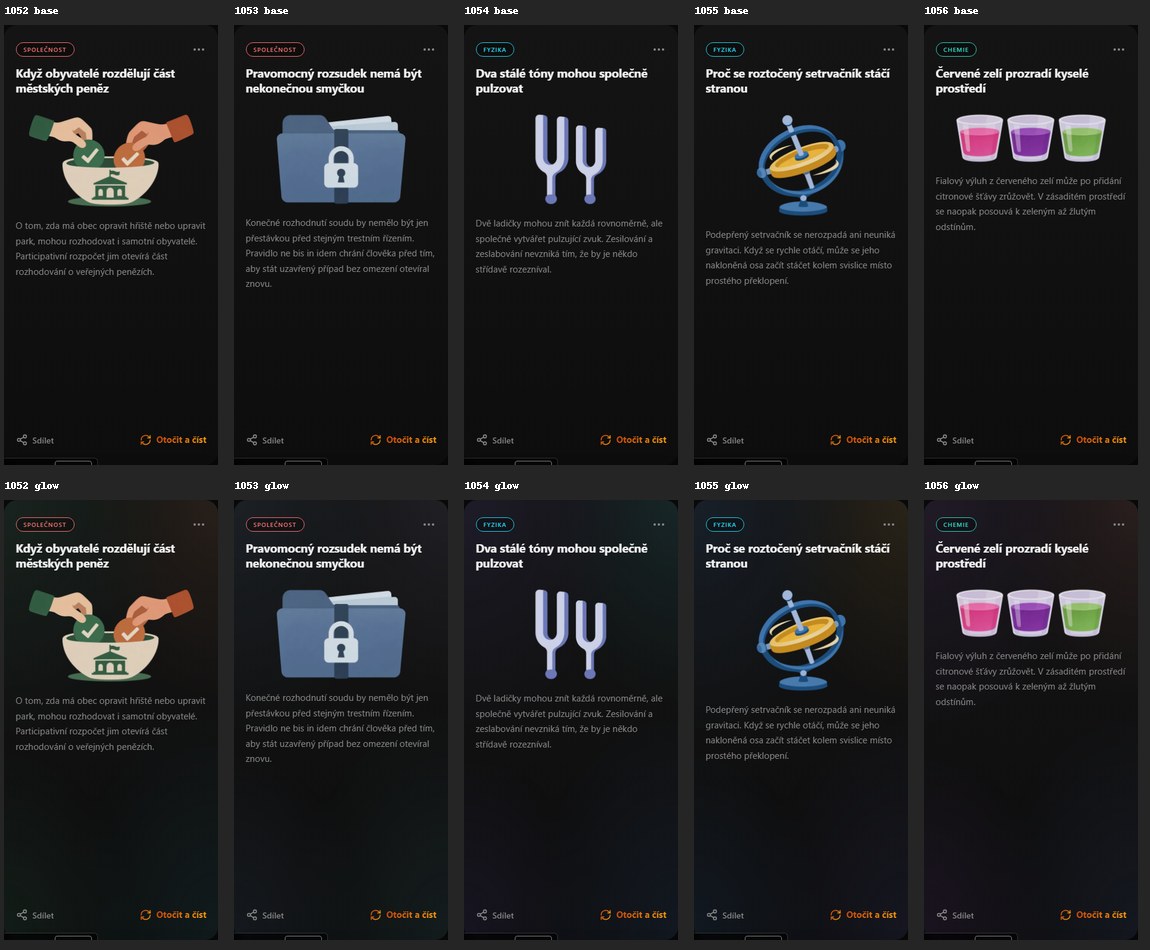 1052 base
SPOLEČNOST
Když obyvatelé rozdělují část
městských peněz
O tom, zda má obec opravit hřiště nebo upravit
park, mohou rozhodovat i samotní obyvatelé.
Participativní rozpočet jim otevírá část
rozhodování o veřejných penězích.
Sdílet
Otočit a číst
1053 base
SPOLEČNOST
Pravomocný rozsudek nemá být
nekonečnou smyčkou
Konečné rozhodnutí soudu by nemělo být jen
přestávkou před stejným trestním řízením.
Pravidlo ne bis in idem chrání člověka před tím,
aby stát uzavřený případ bez omezení otevíral
znovu.
Sdílet
Otočit a číst
1054 base
FYZIKA
Dva stálé tóny mohou společně
pulzovat
Dvě ladičky mohou znít každá rovnoměrně, ale
společně vytvářet pulzující zvuk. Zesilování a
zeslabování nevzniká tím, že by je někdo
střídavě rozezníval.
Sdílet
Otočit a číst
1055 base
FYZIKA
Proč se roztočený setrvačník stáčí
stranou
Podepřený setrvačník se nerozpadá ani neuniká
gravitaci. Když se rychle otáčí, může se jeho
nakloněná osa začít stáčet kolem svislice místo
prostého překlopení.
Sdílet
Otočit a číst
1056 base
CHEMIE
Červené zelí prozradí kyselé
prostředí
Fialový výluh z červeného zelí může po přidání
citronové šťávy zrůžovět. V zásaditém prostředí
se naopak posouvá k zeleným až žlutým
odstínům.
Sdílet
Otočit a číst
1052 glow
SPOLEČNOST
Když obyvatelé rozdělují část
městských peněz
O tom, zda má obec opravit hřiště nebo upravit
park, mohou rozhodovat i samotní obyvatelé.
Participativní rozpočet jim otevírá část
rozhodování o veřejných penězích.
Sdílet
Otočit a číst
1053 glow
SPOLEČNOST
Pravomocný rozsudek nemá být
nekonečnou smyčkou
Konečné rozhodnutí soudu by nemělo být jen
přestávkou před stejným trestním řízením.
Pravidlo ne bis in idem chrání člověka před tím,
aby stát uzavřený případ bez omezení otevíral
znovu.
Sdílet
Otočit a číst
1054 glow
FYZIKA
Dva stálé tóny mohou společně
pulzovat
Dvě ladičky mohou znít každá rovnoměrně, ale
společně vytvářet pulzující zvuk. Zesilování a
zeslabování nevzniká tím, že by je někdo
střídavě rozezníval.
Sdílet
Otočit a číst
1055 glow
FYZIKA
Proč se roztočený setrvačník stáčí
stranou
Podepřený setrvačník se nerozpadá ani neuniká
gravitaci. Když se rychle otáčí, může se jeho
nakloněná osa začít stáčet kolem svislice místo
prostého překlopení.
Sdílet
Otočit a číst
1056 glow
CHEMIE
Červené zelí prozradí kyselé
prostředí
Fialový výluh z červeného zelí může po přidání
citronové šťávy zrůžovět. V zásaditém prostředí
se naopak posouvá k zeleným až žlutým
odstínům.
Sdílet
Otočit a číst